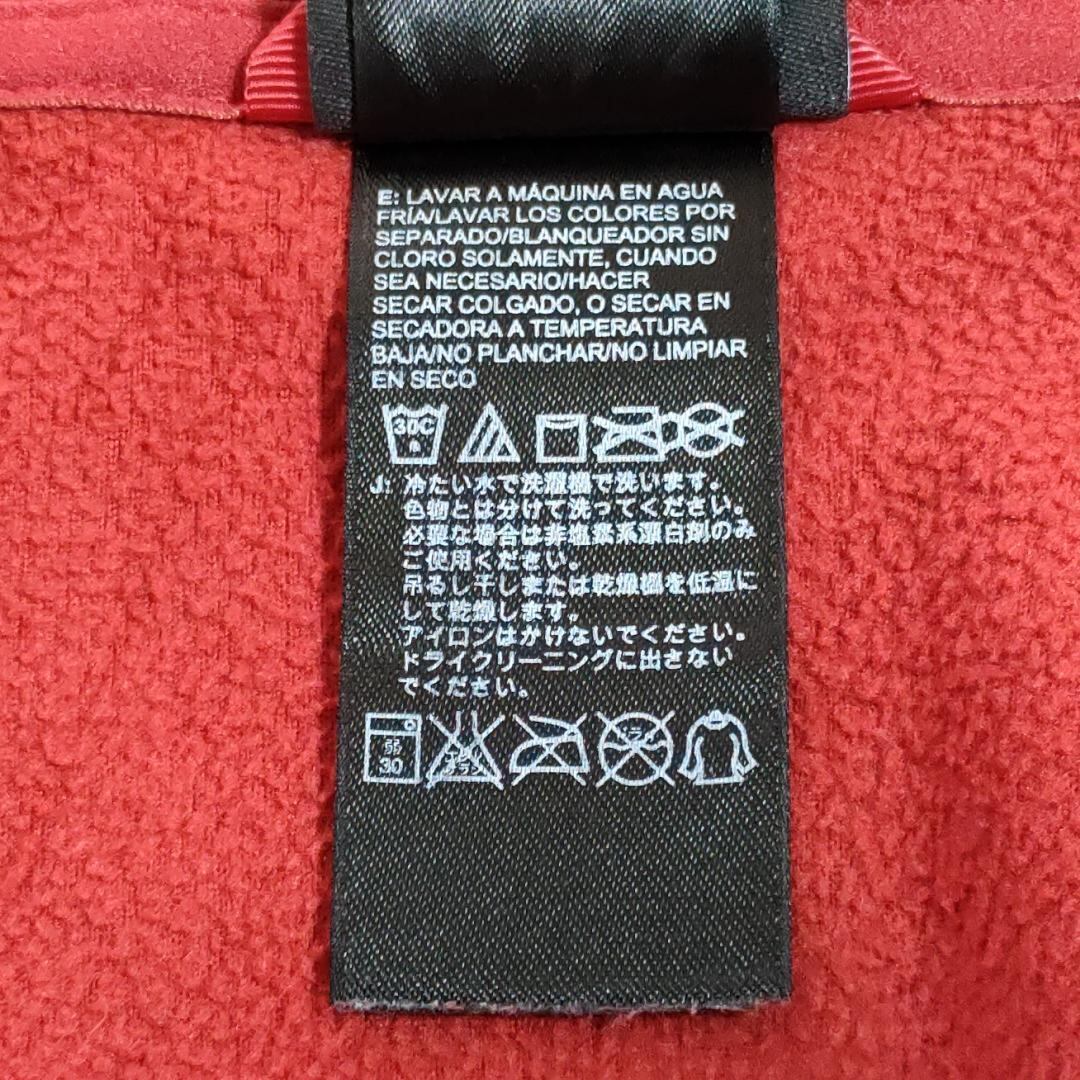 E: LAVAR A MÁQUINA EN AGUA
FRÍA/LAVAR LOS COLORES POR
SEPARADO/BLANQUEADOR SIN
CLORO SOLAMENTE, CUANDO
SEA NECESARIO/HACER
SECAR COLGADO, O SECAR EN
SECADORA A TEMPERATURA
BAJA/NO PLANCHAR/NO LIMPIAR
EN SECO
30C
J: 冷たい水で洗濯機で洗います。
色物とは分けて洗ってください。
必要な場合は非塩素系漂白剤のみ
ご使用ください。
吊るし干しまたは乾燥機を低温に
して乾燥します。
アイロンはかけないでください。
ドライクリーニングに出さない
でください。
弱
30